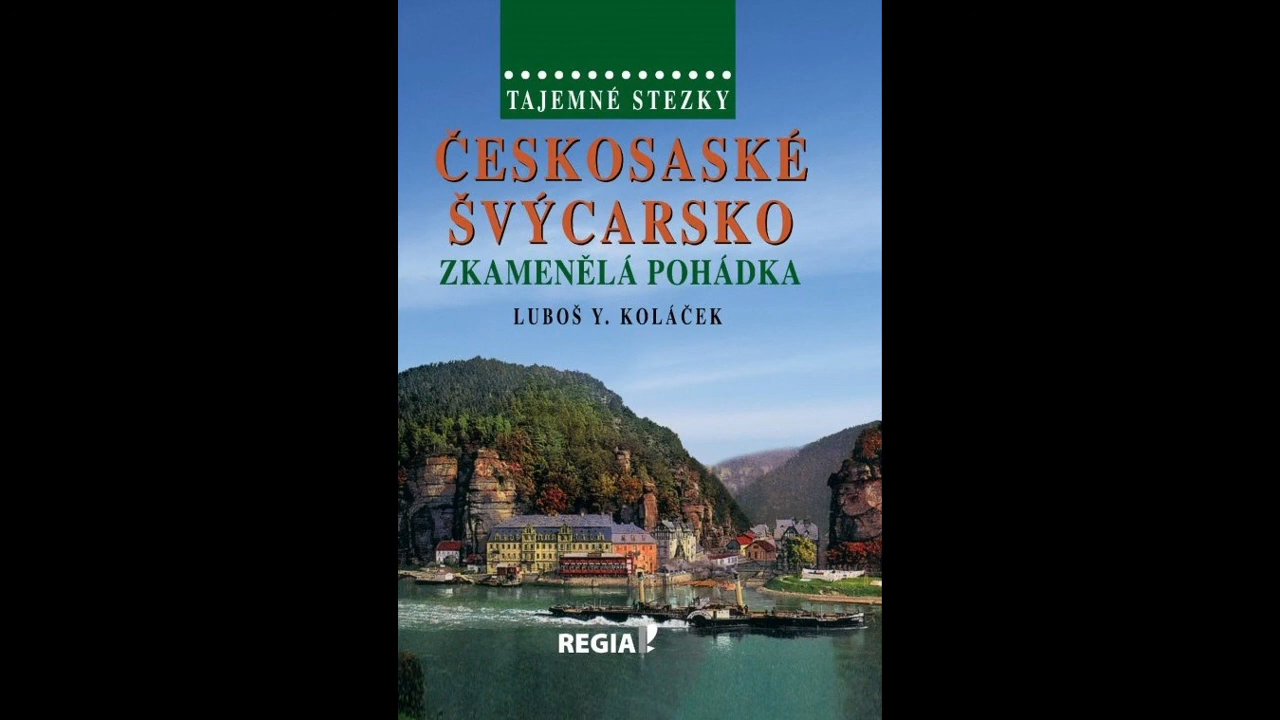 TAJEMNÉ STEZKY
ČESKOSASKÉ
ŠVÝCARSKO
ZKAMENĚLÁ POHÁDKA
LUBOŠ Y. KOLÁČEK
REGIA